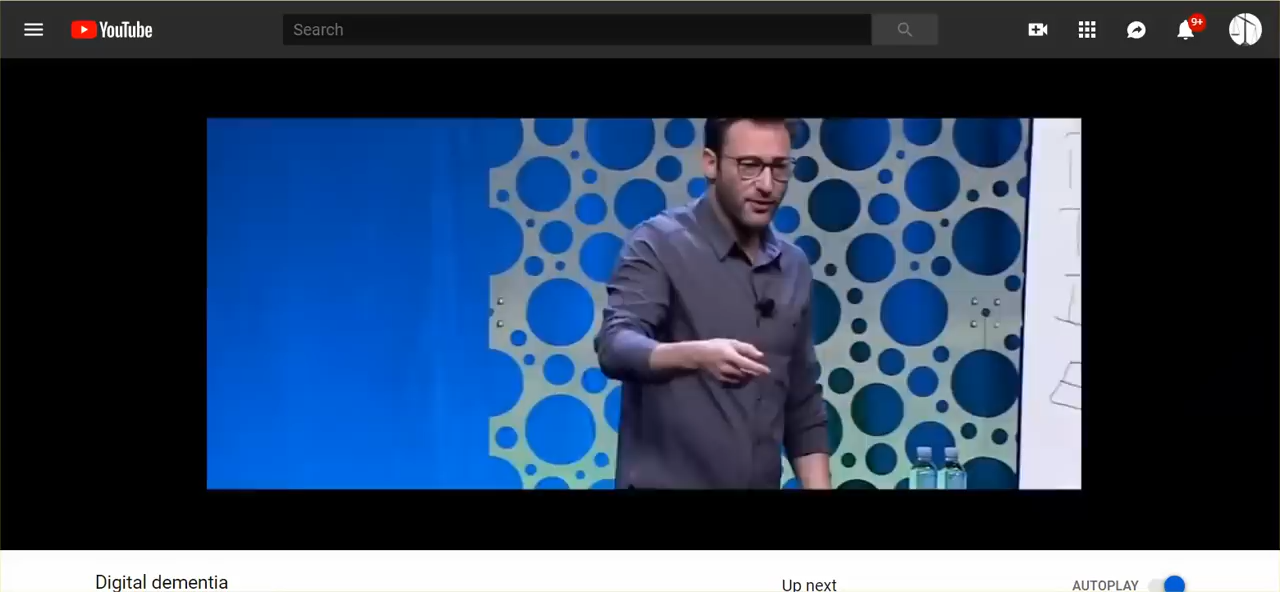 YouTube
Search
9+
Digital dementia
Up next
AUTOPLAY